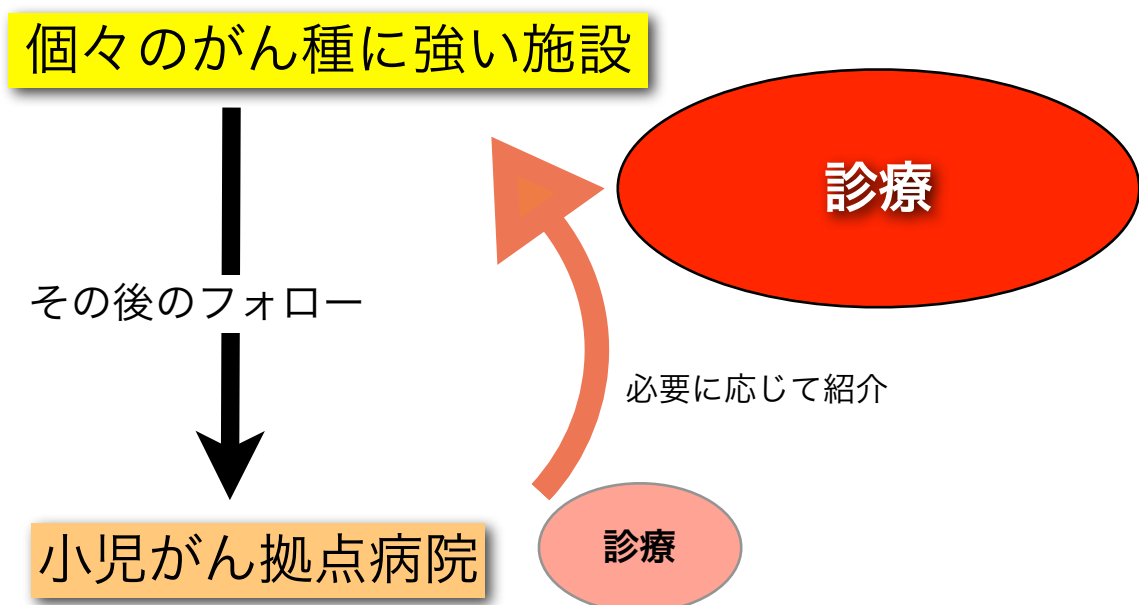 個々のがん種に強い施設
診療
その後のフォロー
必要に応じて紹介
小児がん拠点病院
診療